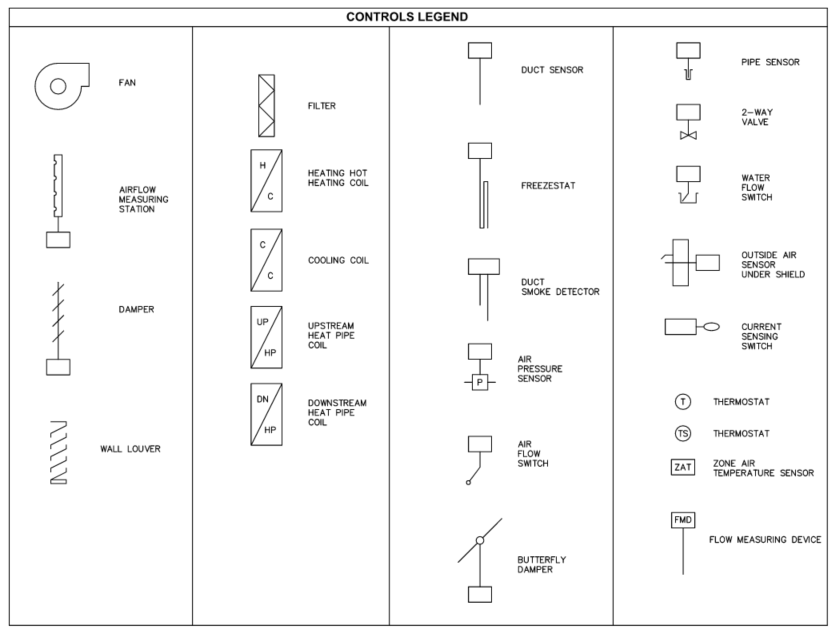 CONTROLS LEGEND
FAN
AIRFLOW
MEASURING
STATION
DAMPER
WALL LOUVER
FILTER
H
C
HEATING HOT
HEATING COIL
C
C
COOLING COIL
UP
HP
UPSTREAM
HEAT PIPE
COIL
DN
HP
DOWNSTREAM
HEAT PIPE
COIL
DUCT SENSOR
FREEZESTAT
DUCT
SMOKE DETECTOR
P
AIR
PRESSURE
SENSOR
AIR
FLOW
SWITCH
BUTTERFLY
DAMPER
PIPE SENSOR
2-WAY
VALVE
WATER
FLOW
SWITCH
OUTSIDE AIR
SENSOR
UNDER SHIELD
CURRENT
SENSING
SWITCH
T
THERMOSTAT
TS
THERMOSTAT
ZAT
ZONE AIR
TEMPERATURE SENSOR
FMD
FLOW MEASURING DEVICE